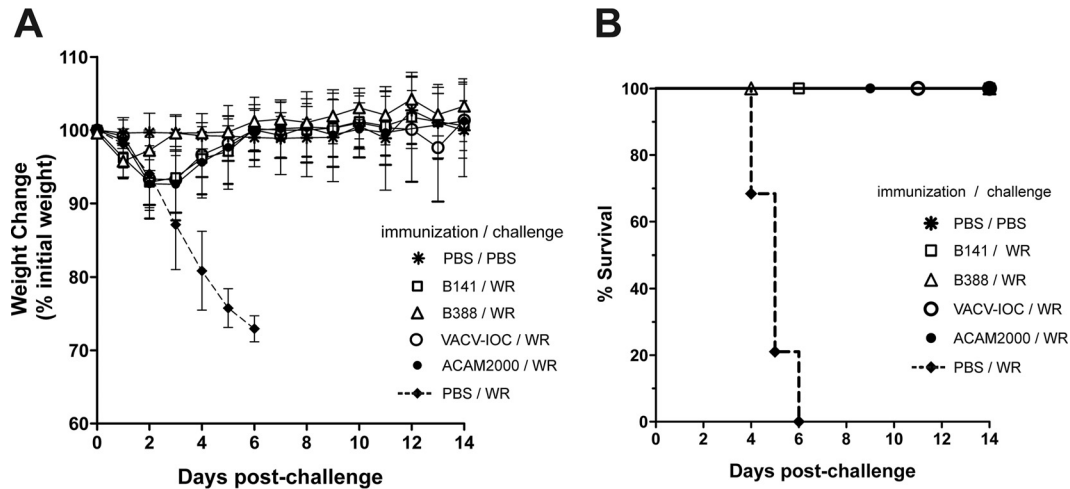 A
Weight Change
(% initial weight)
110
100
90
80
70
60
0
2
4
6
8
10
12
14
Days post-challenge
immunization / challenge
PBS / PBS
B141 / WR
B388 / WR
VACV-IOC / WR
ACAM2000 / WR
PBS / WR
B
% Survival
100
80
60
40
20
0
0
2
4
6
8
10
12
14
Days post-challenge
immunization / challenge
PBS / PBS
B141 / WR
B388 / WR
VACV-IOC / WR
ACAM2000 / WR
PBS / WR